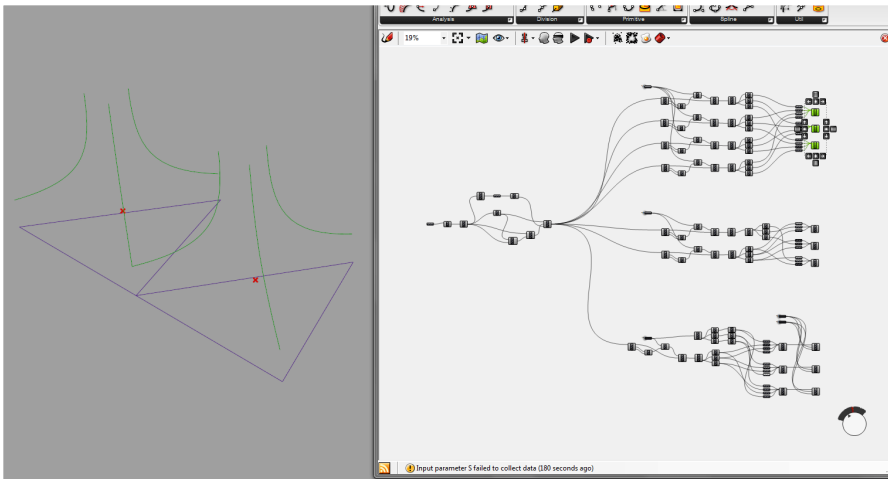 Analysis
Division
Primitive
Spline
Util
19%
Input parameter S failed to collect data (180 seconds ago)